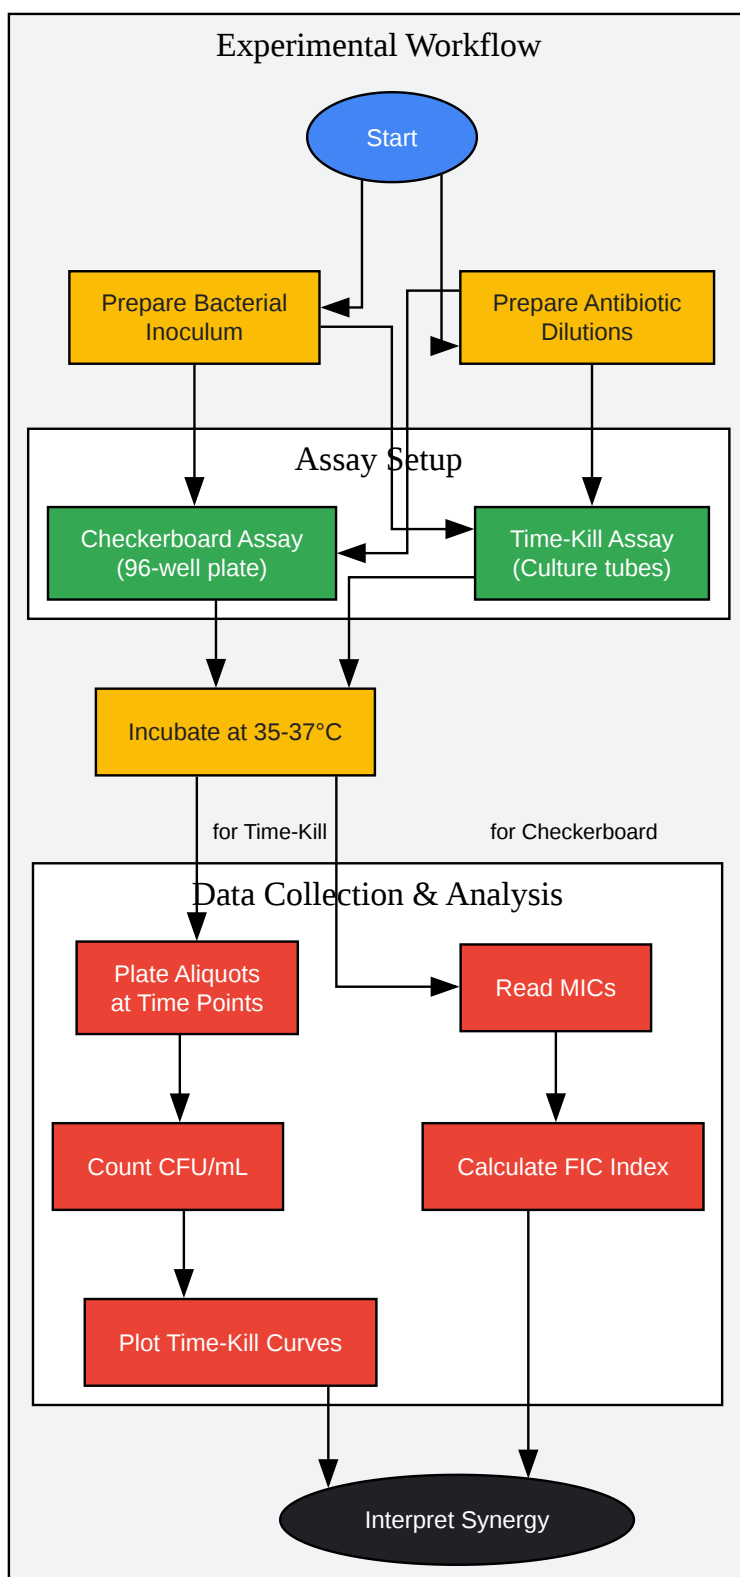 Experimental Workflow
Start
Prepare Bacterial
Inoculum
Prepare Antibiotic
Dilutions
Assay Setup
Checkerboard Assay
(96-well plate)
Time-Kill Assay
(Culture tubes)
Incubate at 35-37°C
for Time-Kill
for Checkerboard
Data Collection & Analysis
Plate Aliquots
at Time Points
Read MICs
Count CFU/mL
Calculate FIC Index
Plot Time-Kill Curves
Interpret Synergy